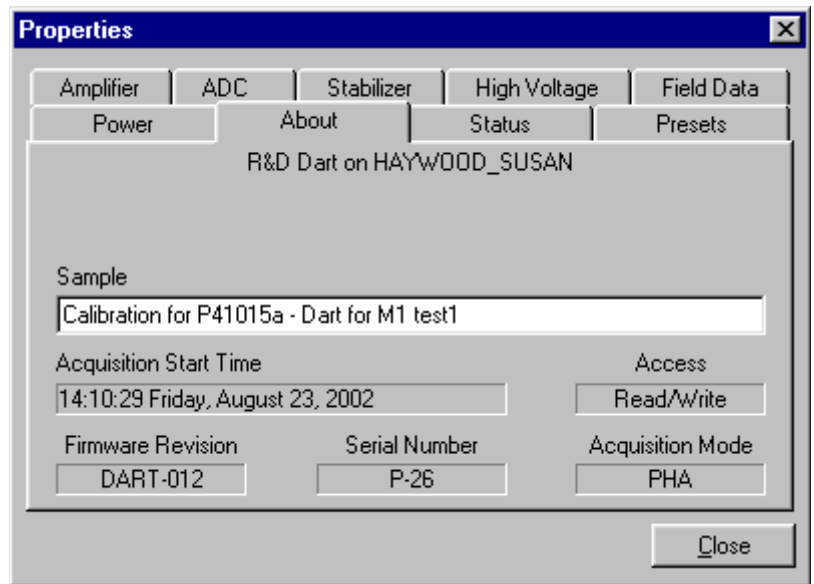 Properties
Amplifier ADC Stabilizer High Voltage Field Data
Power About Status Presets
R&D Dart on HAYWOOD_SUSAN
Sample
Calibration for P41015a - Dart for M1 test1
Acquisition Start Time Access
14:10:29 Friday, August 23, 2002 Read/Write
Firmware Revision Serial Number Acquisition Mode
DART-012 P-26 PHA
Close